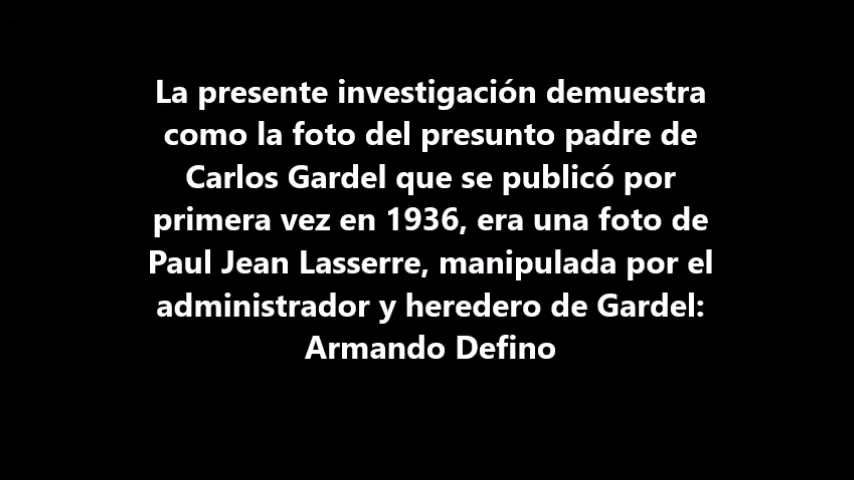 La presente investigación demuestra
como la foto del presunto padre de
Carlos Gardel que se publicó por
primera vez en 1936, era una foto de
Paul Jean Lasserre, manipulada por el
administrador y heredero de Gardel:
Armando Defino